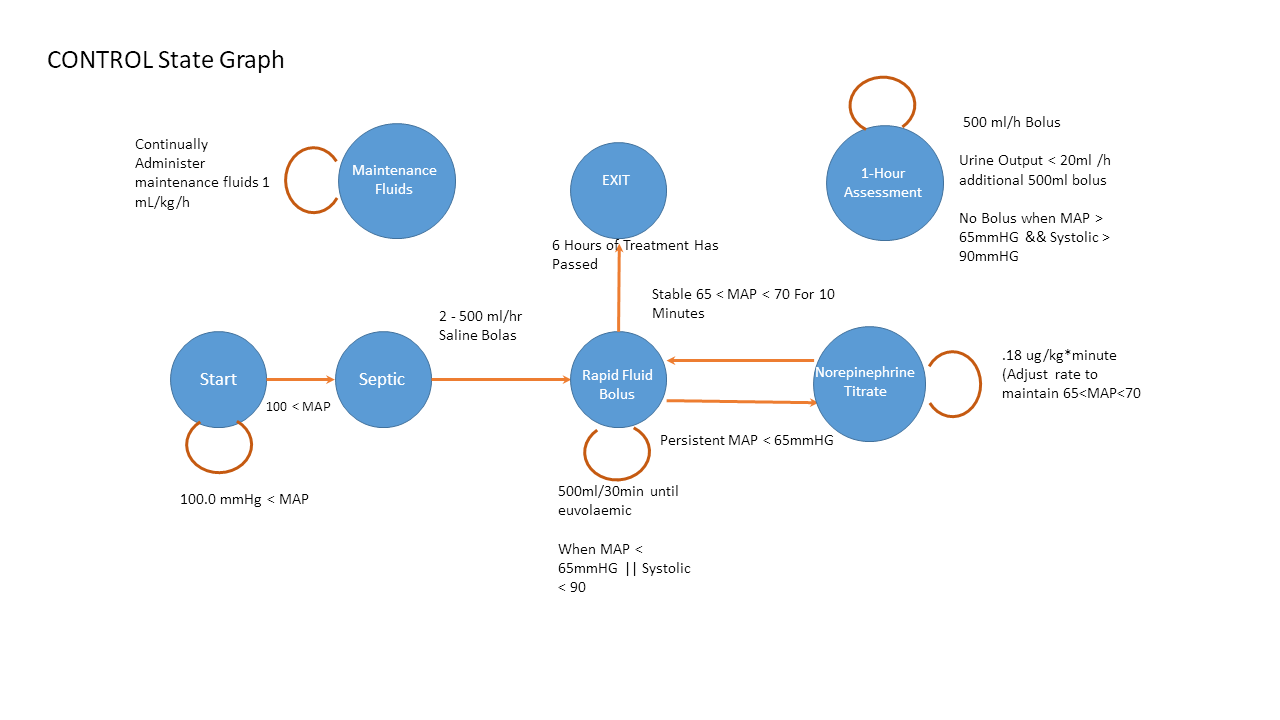 CONTROL State Graph
Continually
Administer
maintenance fluids 1
mL/kg/h
Maintenance
Fluids
EXIT
1-Hour
Assessment
500 ml/h Bolus
Urine Output < 20ml /h
additional 500ml bolus
No Bolus when MAP >
65mmHG && Systolic >
90mmHG
6 Hours of Treatment Has
Passed
Stable 65 < MAP < 70 For 10
Minutes
2 - 500 ml/hr
Saline Bolas
Start
100 < MAP
Septic
Rapid Fluid
Bolus
Norepinephrine
Titrate
.18 ug/kg*minute
(Adjust rate to
maintain 65<MAP<70
Persistent MAP < 65mmHG
100.0 mmHg < MAP
500ml/30min until
euvolaemic
When MAP <
65mmHG || Systolic
< 90